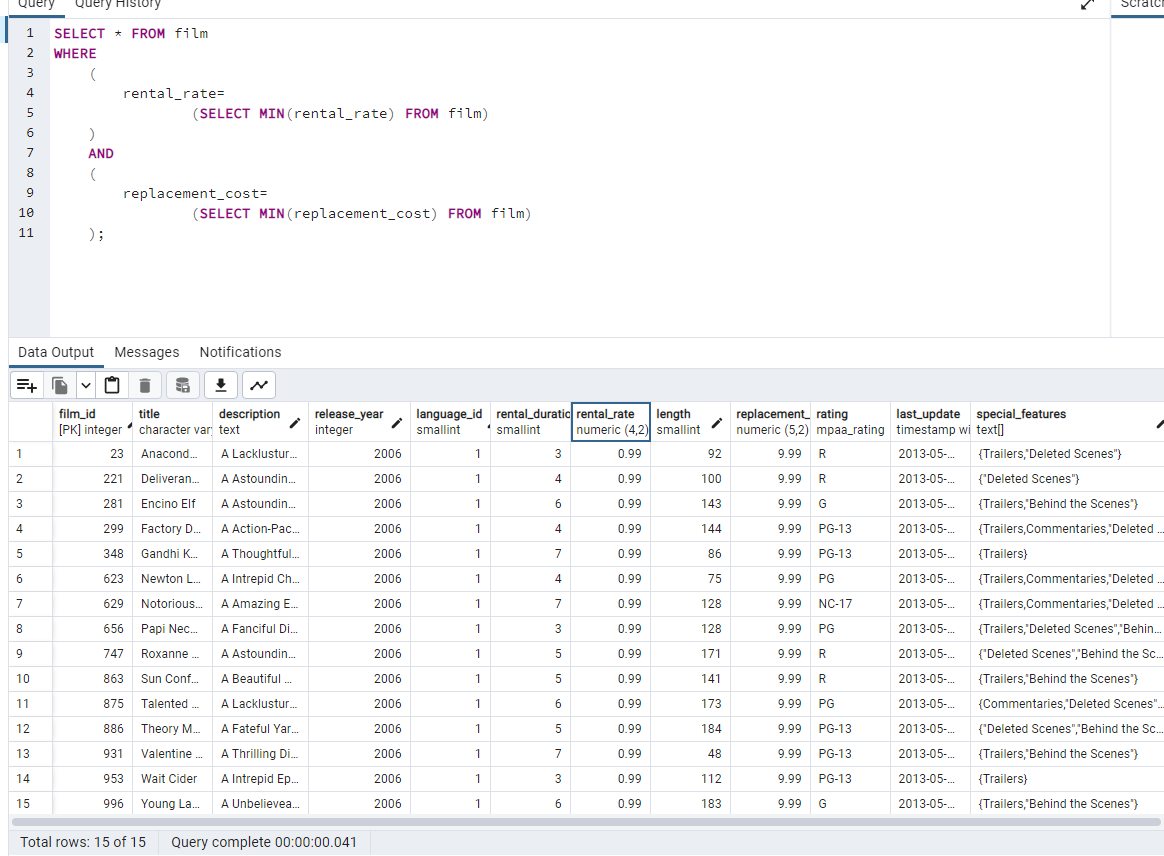 Query Query History
Scratc
1 SELECT * FROM film
2 WHERE
3 (
4 rental_rate=
5 (SELECT MIN(rental_rate) FROM film)
6 )
7 AND
8 (
9 replacement_cost=
10 (SELECT MIN(replacement_cost) FROM film)
11 );
Data Output Messages Notifications
film_id title description release_year language_id rental_duratic rental_rate length replacement_ rating last_update special_features
[PK] integer character var text integer smallint smallint numeric (4,2) smallint numeric (5,2) mpaa_rating timestamp wi text[]
1 23 Anacond... A Lacklustur... 2006 1 3 0.99 92 9.99 R 2013-05-... {Trailers,"Deleted Scenes"}
2 221 Deliveran... A Astoundin... 2006 1 4 0.99 100 9.99 R 2013-05-... {"Deleted Scenes"}
3 281 Encino Elf A Astoundin... 2006 1 6 0.99 143 9.99 G 2013-05-... {Trailers,"Behind the Scenes"}
4 299 Factory D... A Action-Pac... 2006 1 4 0.99 144 9.99 PG-13 2013-05-... {Trailers,Commentaries,"Deleted ...
5 348 Gandhi K... A Thoughtful... 2006 1 7 0.99 86 9.99 PG-13 2013-05-... {Trailers}
6 623 Newton L... A Intrepid Ch... 2006 1 4 0.99 75 9.99 PG 2013-05-... {Trailers,Commentaries,"Deleted ...
7 629 Notorious... A Amazing E... 2006 1 7 0.99 128 9.99 NC-17 2013-05-... {Trailers,Commentaries,"Deleted ...
8 656 Papi Nec... A Fanciful Di... 2006 1 3 0.99 128 9.99 PG 2013-05-... {Trailers,"Deleted Scenes","Behin...
9 747 Roxanne ... A Astoundin... 2006 1 5 0.99 171 9.99 R 2013-05-... {"Deleted Scenes","Behind the Sc...
10 863 Sun Conf... A Beautiful ... 2006 1 5 0.99 141 9.99 R 2013-05-... {Trailers,"Behind the Scenes"}
11 875 Talented ... A Lacklustur... 2006 1 6 0.99 173 9.99 PG 2013-05-... {Commentaries,"Deleted Scenes"...
12 886 Theory M... A Fateful Yar... 2006 1 5 0.99 184 9.99 PG-13 2013-05-... {"Deleted Scenes","Behind the Sc...
13 931 Valentine ... A Thrilling Di... 2006 1 7 0.99 48 9.99 PG-13 2013-05-... {Trailers,"Behind the Scenes"}
14 953 Wait Cider A Intrepid Ep... 2006 1 3 0.99 112 9.99 PG-13 2013-05-... {Trailers}
15 996 Young La... A Unbelievea... 2006 1 6 0.99 183 9.99 G 2013-05-... {Trailers,"Behind the Scenes"}
Total rows: 15 of 15 Query complete 00:00:00.041